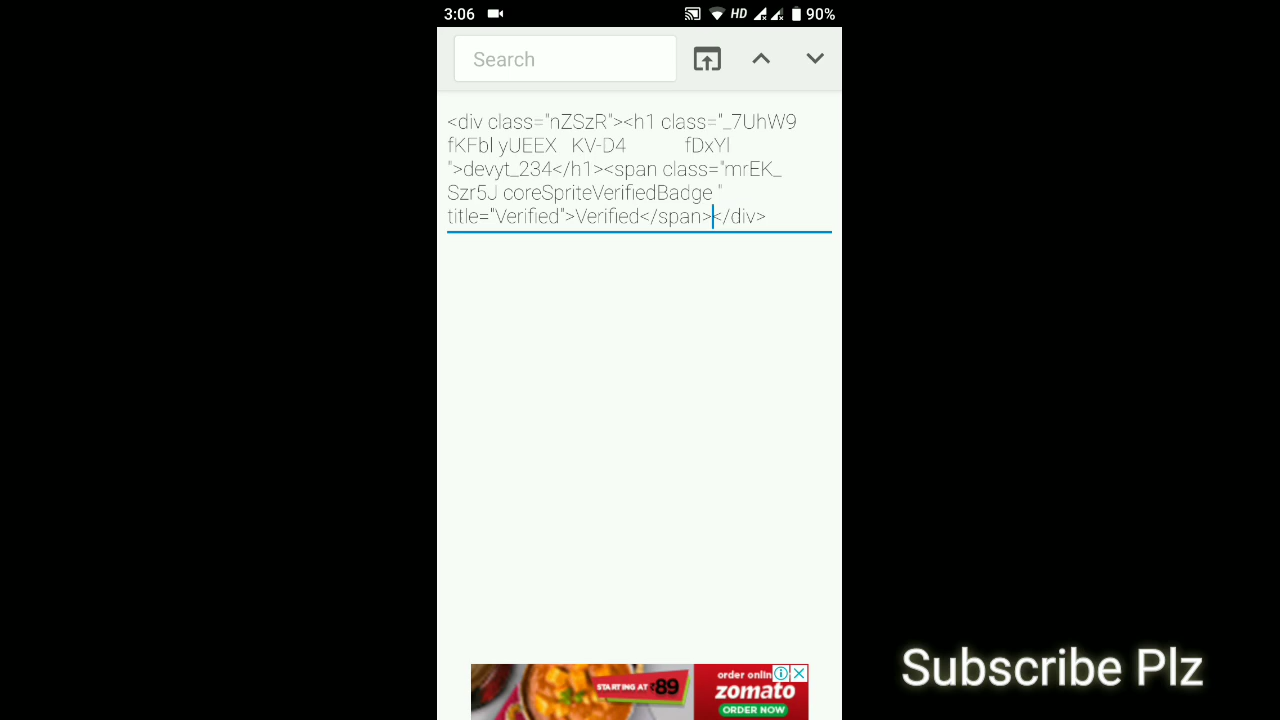 3:06 HD 90%
Search
<div class="nZSzR"><h1 class="_7UhW9
fKFbl yUEEX   KV-D4            fDxYl
">devyt_234</h1><span class="mrEK_
Szr5J coreSpriteVerifiedBadge "
title="Verified">Verified</span></div>
STARTING AT ₹89
order onlin
zomato
ORDER NOW
Subscribe Plz